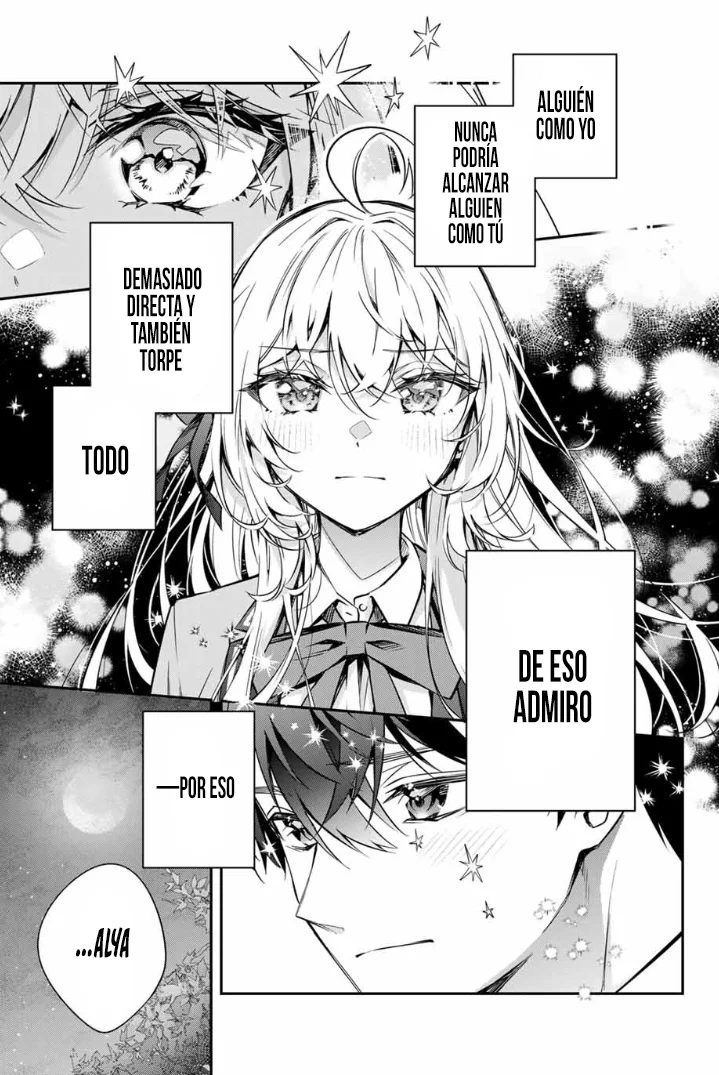 ALGUIÉN
COMO YO
NUNCA
PODRÍA
ALCANZAR
ALGUIEN
COMO TÚ
DEMASIADO
DIRECTA Y
TAMBIÉN
TORPE
TODO
DE ESO
ADMIRO
—POR ESO
...ALYA